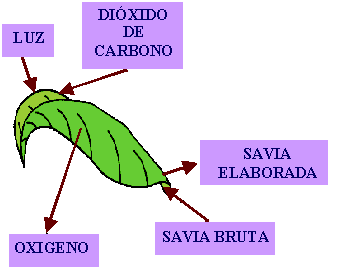 LUZ
DIÓXIDO
DE
CARBONO
SAVIA
ELABORADA
SAVIA BRUTA
OXIGENO